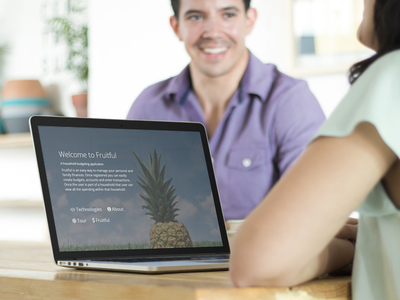 Welcome to Fruitful
A household budgeting application
Fruitful is an easy way to manage your personal and
family finances. Once registered you can easily
create budgets, accounts and enter transactions.
Once the user is part of a household that user can
view all the spending within that household.
Technologies About
Tour $ Fruitful